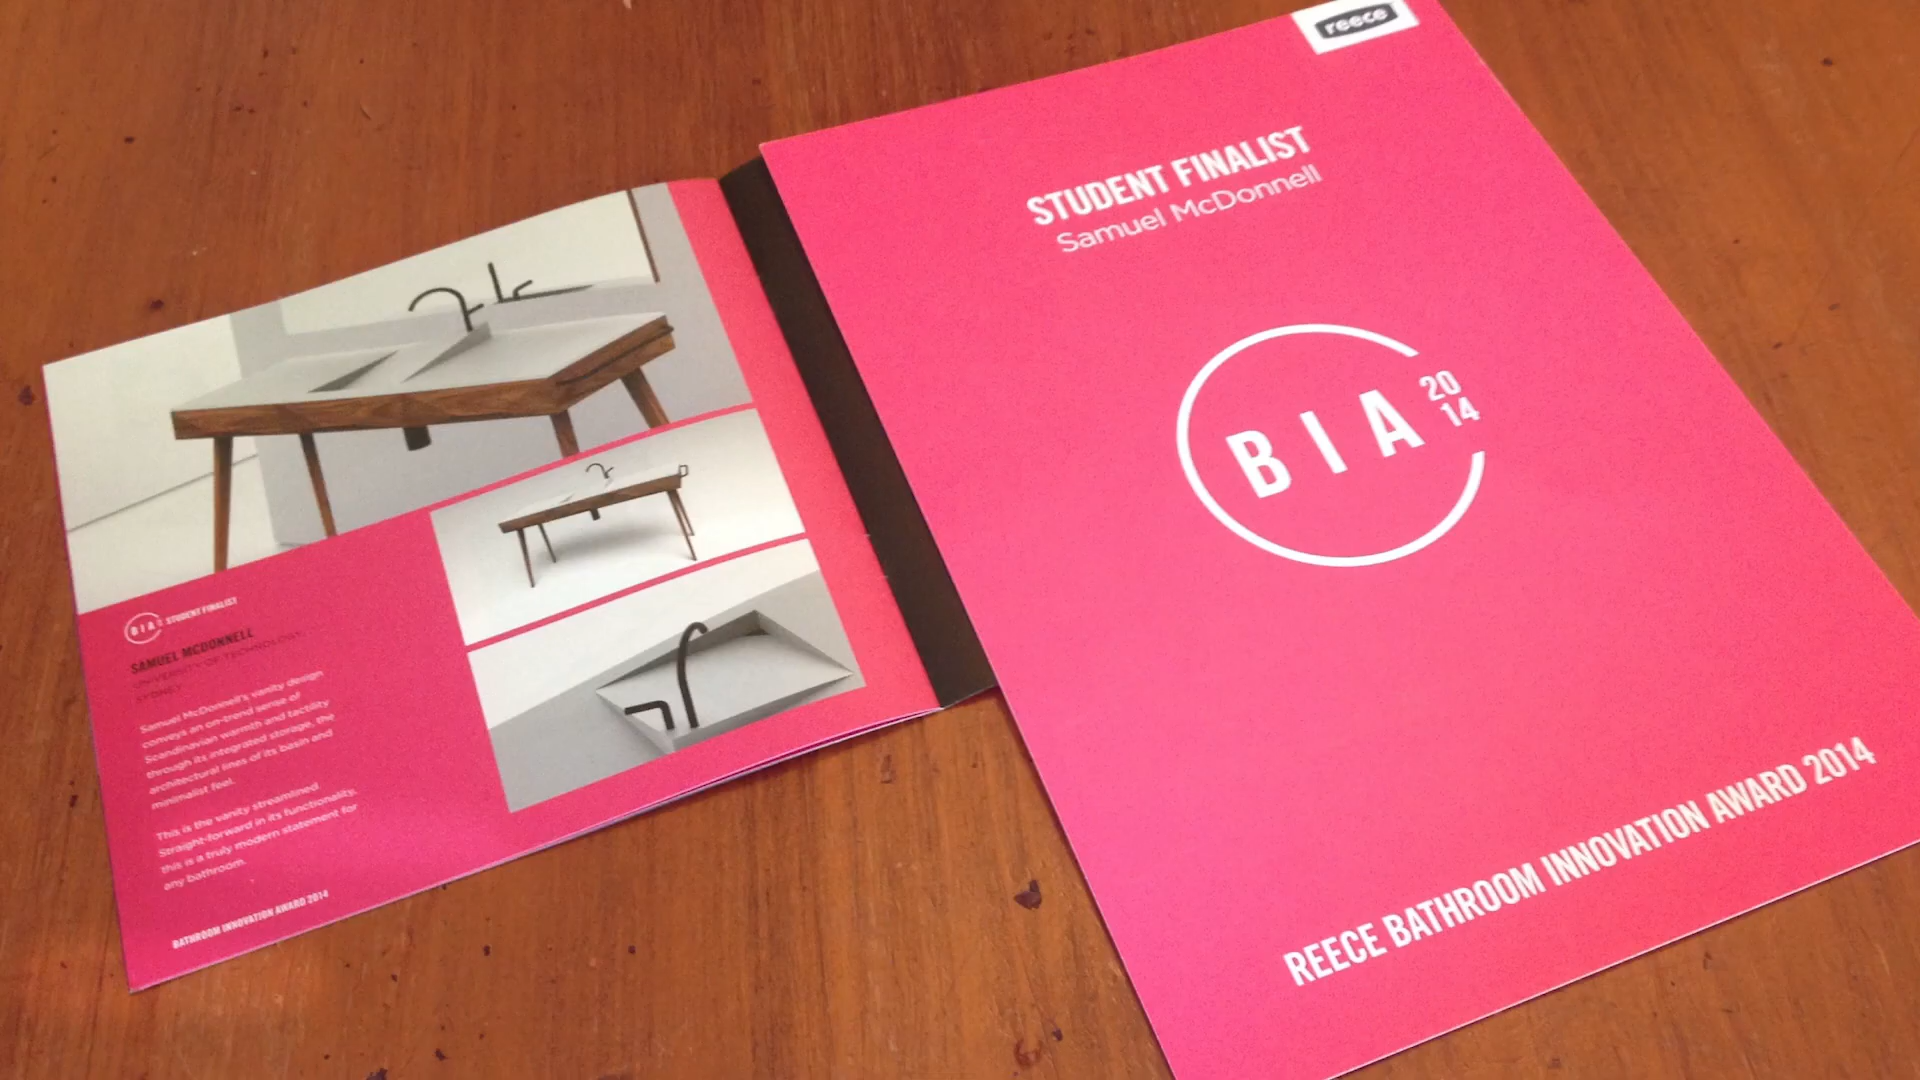 BIA STUDENT FINALIST
SAMUEL MCDONNELL
UNIVERSITY OF TECHNOLOGY,
SYDNEY
Samuel McDonnell's vanity design
conveys an on-trend sense of
Scandinavian warmth and tactility
through its integrated storage, the
architectural lines of its basin and
minimalist feel.
This is the vanity streamlined.
Straight-forward in its functionality,
this is a truly modern statement for
any bathroom.
BATHROOM INNOVATION AWARD 2014
reece
STUDENT FINALIST
Samuel McDonnell
BIA
20
14
REECE BATHROOM INNOVATION AWARD 2014